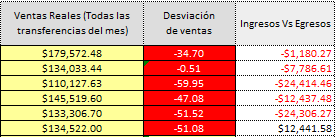 Ventas Reales (Todas las transferencias del mes) Desviación de ventas Ingresos Vs Egresos
$179,572.48 -34.70 -$1,180.27
$134,033.44 -0.51 -$7,786.61
$110,127.63 -59.95 -$24,414.46
$145,519.60 -47.08 -$12,437.48
$133,306.70 -51.52 -$24,306.27
$134,522.00 -51.08 $12,441.58